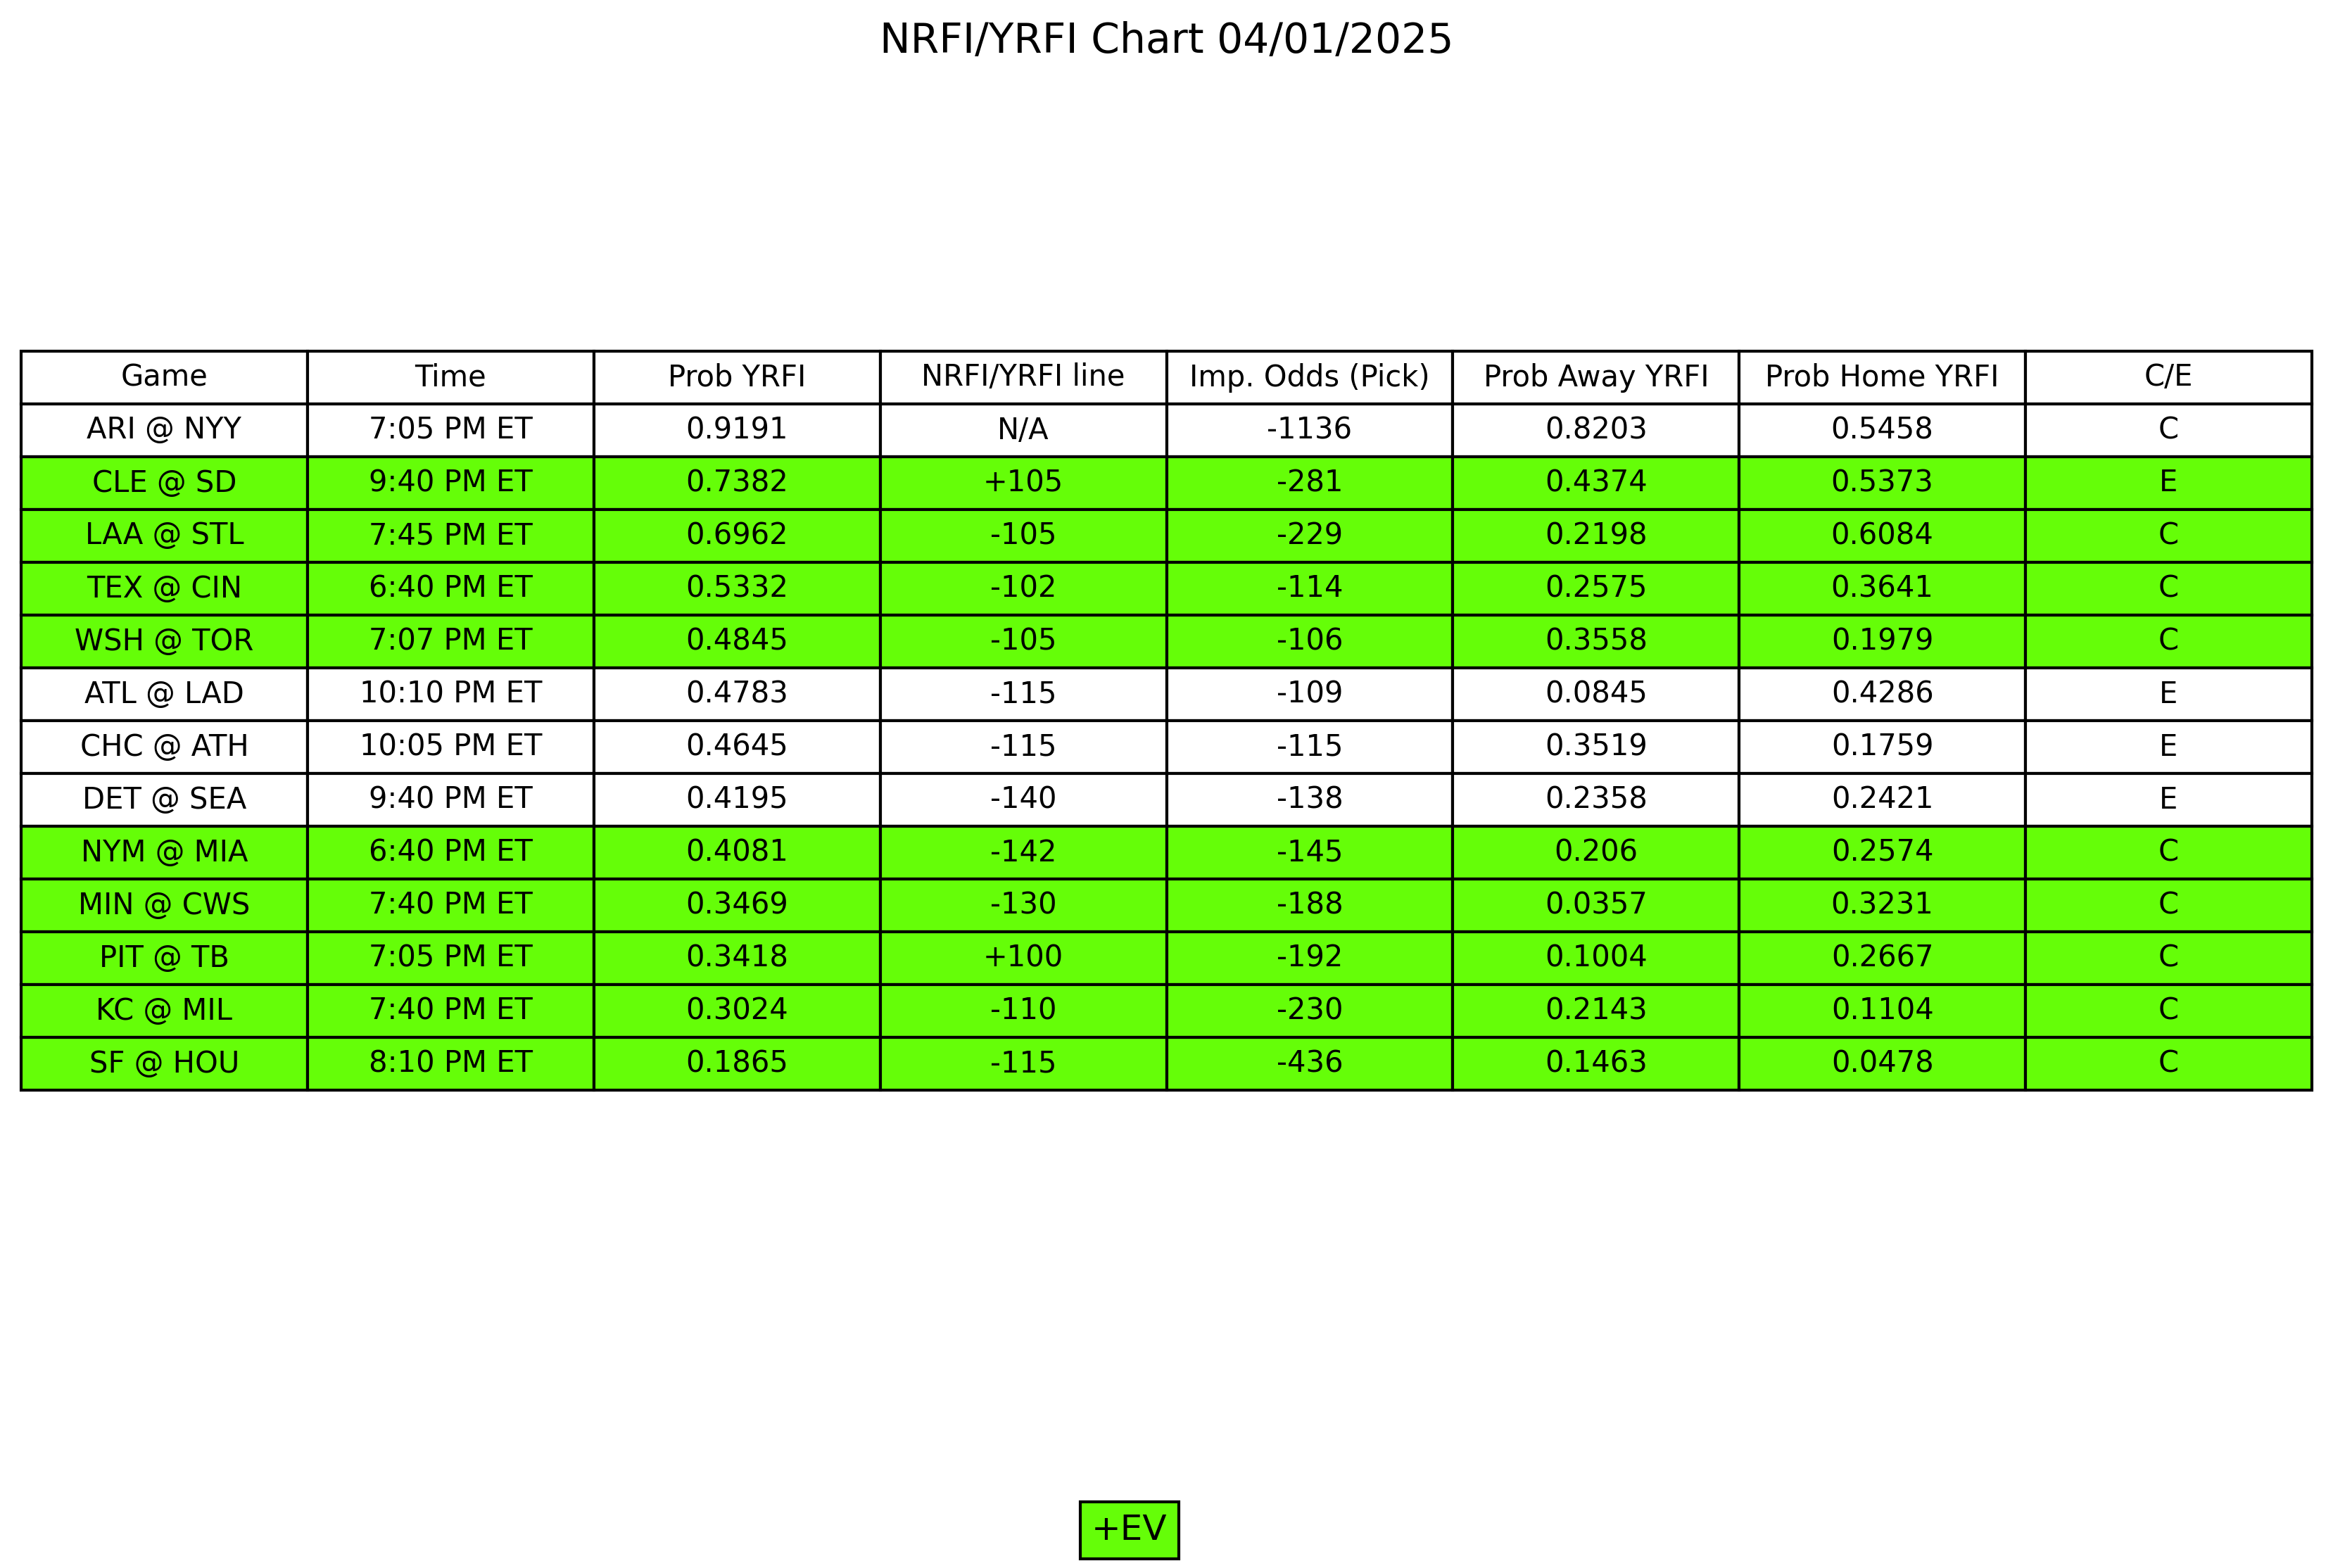 NRFI/YRFI Chart 04/01/2025
Game Time Prob YRFI NRFI/YRFI line Imp. Odds (Pick) Prob Away YRFI Prob Home YRFI C/E
ARI @ NYY 7:05 PM ET 0.9191 N/A -1136 0.8203 0.5458 C
CLE @ SD 9:40 PM ET 0.7382 +105 -281 0.4374 0.5373 E
LAA @ STL 7:45 PM ET 0.6962 -105 -229 0.2198 0.6084 C
TEX @ CIN 6:40 PM ET 0.5332 -102 -114 0.2575 0.3641 C
WSH @ TOR 7:07 PM ET 0.4845 -105 -106 0.3558 0.1979 C
ATL @ LAD 10:10 PM ET 0.4783 -115 -109 0.0845 0.4286 E
CHC @ ATH 10:05 PM ET 0.4645 -115 -115 0.3519 0.1759 E
DET @ SEA 9:40 PM ET 0.4195 -140 -138 0.2358 0.2421 E
NYM @ MIA 6:40 PM ET 0.4081 -142 -145 0.206 0.2574 C
MIN @ CWS 7:40 PM ET 0.3469 -130 -188 0.0357 0.3231 C
PIT @ TB 7:05 PM ET 0.3418 +100 -192 0.1004 0.2667 C
KC @ MIL 7:40 PM ET 0.3024 -110 -230 0.2143 0.1104 C
SF @ HOU 8:10 PM ET 0.1865 -115 -436 0.1463 0.0478 C
+EV